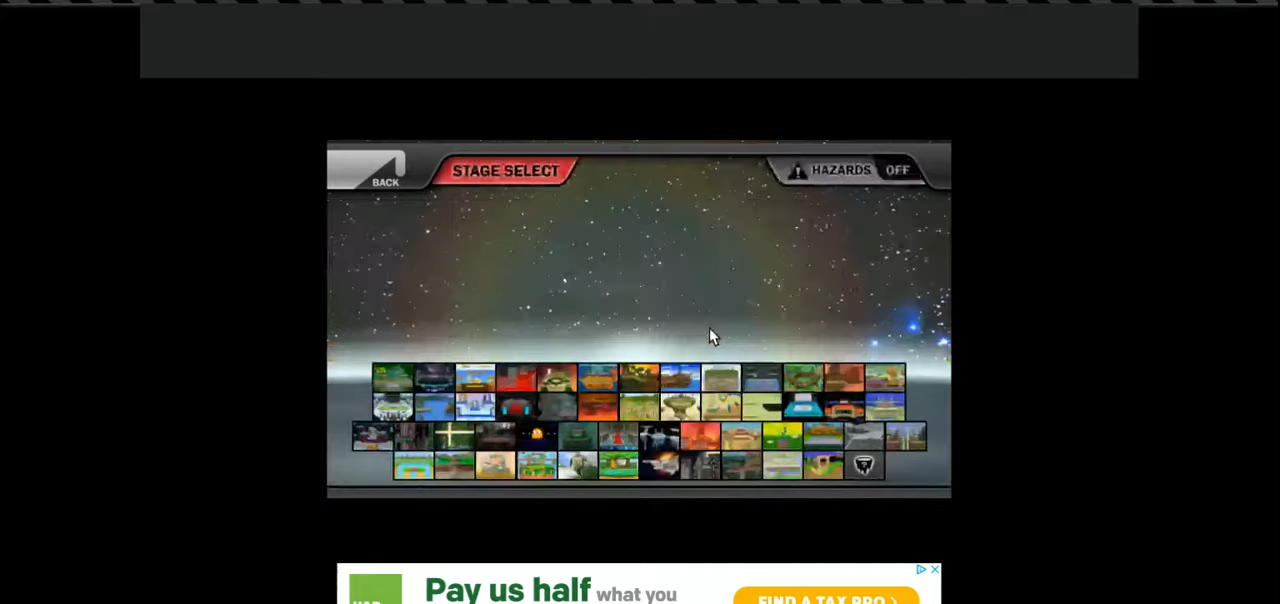 BACK
STAGE SELECT
HAZARDS OFF
Pay us half what you
FIND A TAX PRO >